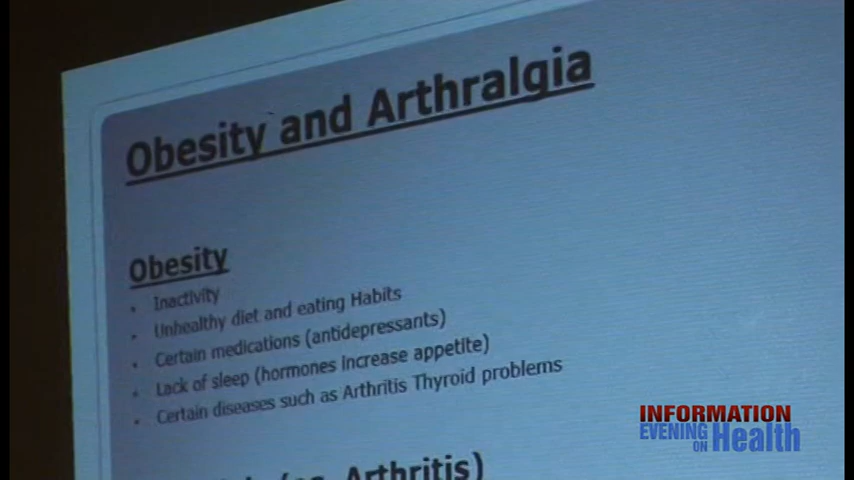 Obesity and Arthralgia
Obesity
• Inactivity
• Unhealthy diet and eating Habits
• Certain medications (antidepressants)
• Lack of sleep (hormones increase appetite)
• Certain diseases such as Arthritis Thyroid problems
Arthritis)
INFORMATION
EVENING
ON Health